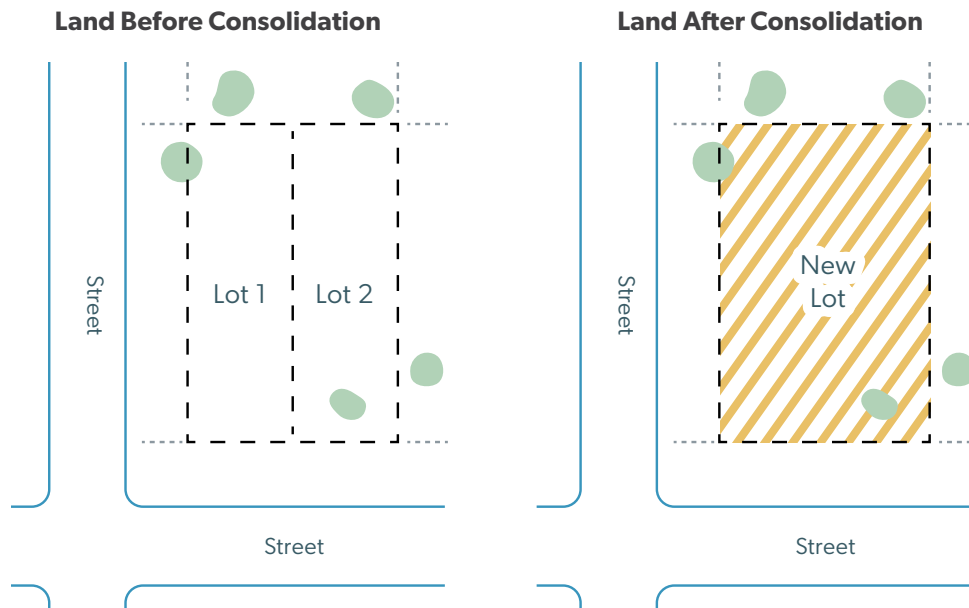 Land Before Consolidation
Street
Lot 1
Lot 2
Street
Land After Consolidation
Street
New
Lot
Street